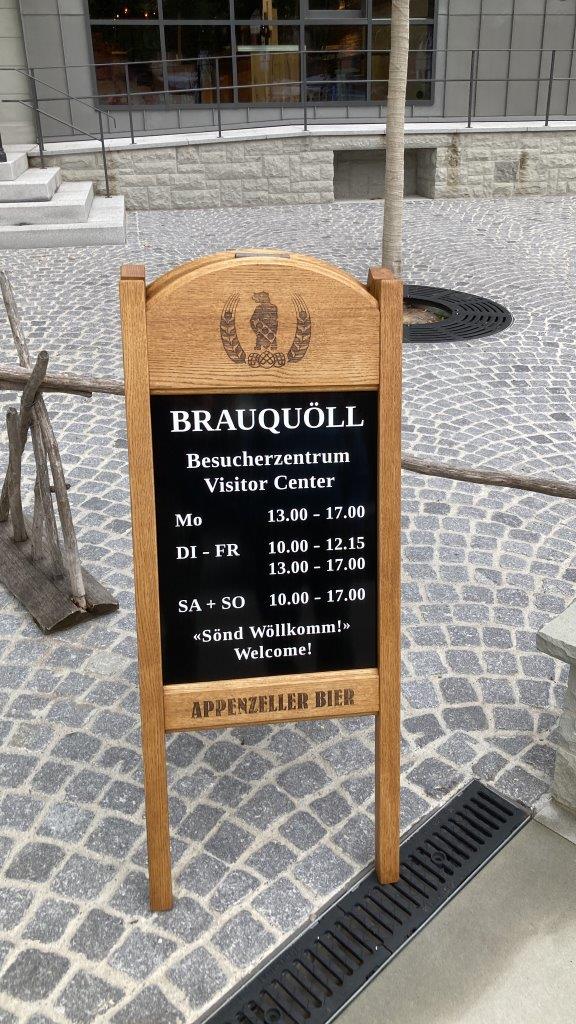 BRAUQUÖLL
Besucherzentrum
Visitor Center
Mo 13.00 – 17.00
DI – FR 10.00 – 12.15
13.00 – 17.00
SA + SO 10.00 – 17.00
«Sönd Wöllkomm!»
Welcome!
APPENZELLER BIER